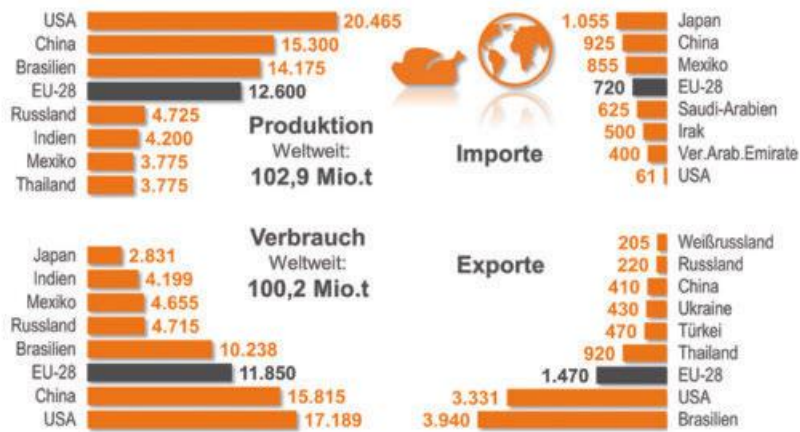 USA 20.465
China 15.300
Brasilien 14.175
EU-28 12.600
Russland 4.725
Indien 4.200
Mexiko 3.775
Thailand 3.775
Produktion
Weltweit:
102,9 Mio.t
1.055 Japan
925 China
855 Mexiko
720 EU-28
625 Saudi-Arabien
500 Irak
400 Ver.Arab.Emirate
61 USA
Importe
Japan 2.831
Indien 4.199
Mexiko 4.655
Russland 4.715
Brasilien 10.238
EU-28 11.850
China 15.815
USA 17.189
Verbrauch
Weltweit:
100,2 Mio.t
Exporte
205 Weißrussland
220 Russland
410 China
430 Ukraine
470 Türkei
920 Thailand
1.470 EU-28
3.331 USA
3.940 Brasilien